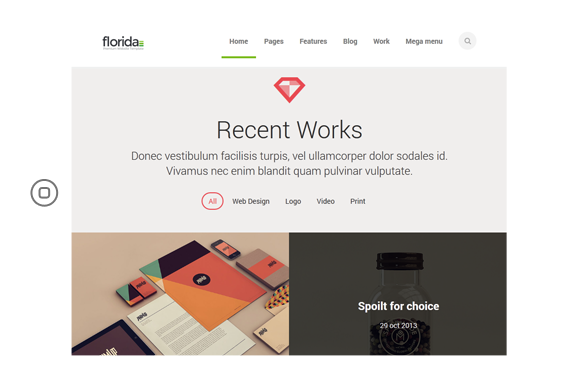 florida
Home Pages Features Blog Work Mega menu
Recent Works
Donec vestibulum facilisis turpis, vel ullamcorper dolor sodales id.
Vivamus nec enim blandit quam pulvinar vulputate.
All Web Design Logo Video Print
Spoilt for choice
29 oct 2013